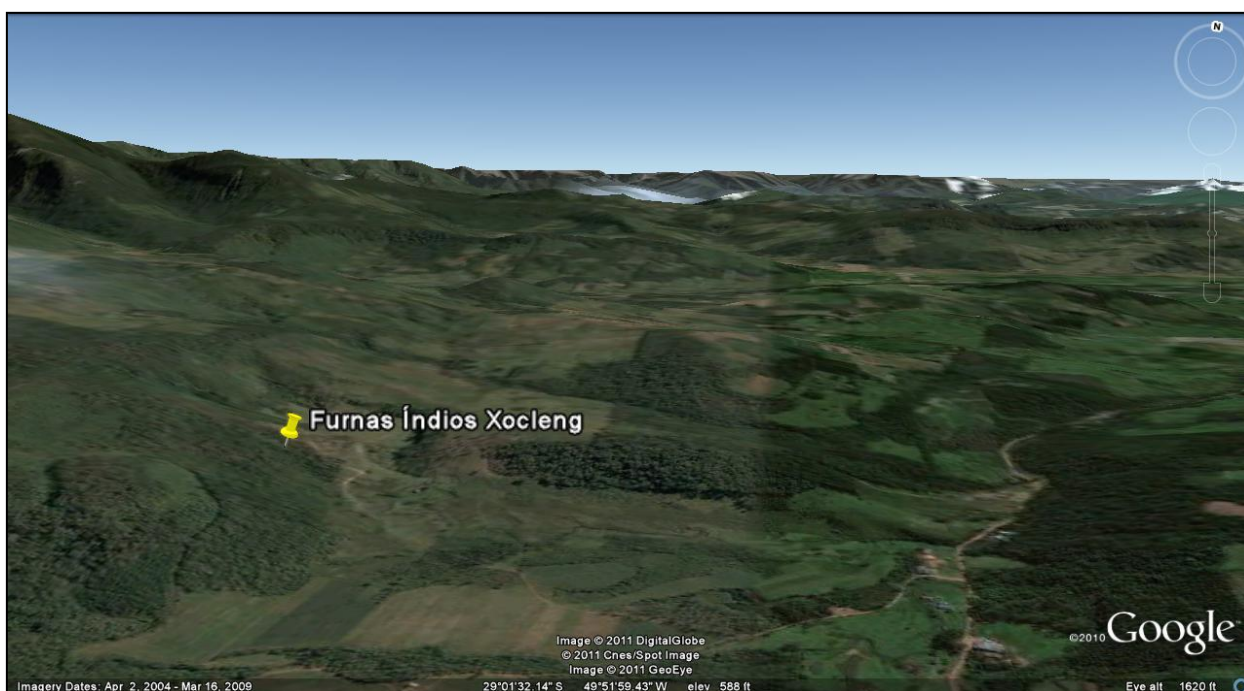 N
Furnas Índios Xocleng
Image © 2011 DigitalGlobe
© 2011 Cnes/Spot Image
Image © 2011 GeoEye
©2010 Google
Imagery Dates: Apr 2, 2004 - Mar 16, 2009    29°01'32.14" S    49°51'59.43" W    elev 588 ft    Eye alt 1620 ft